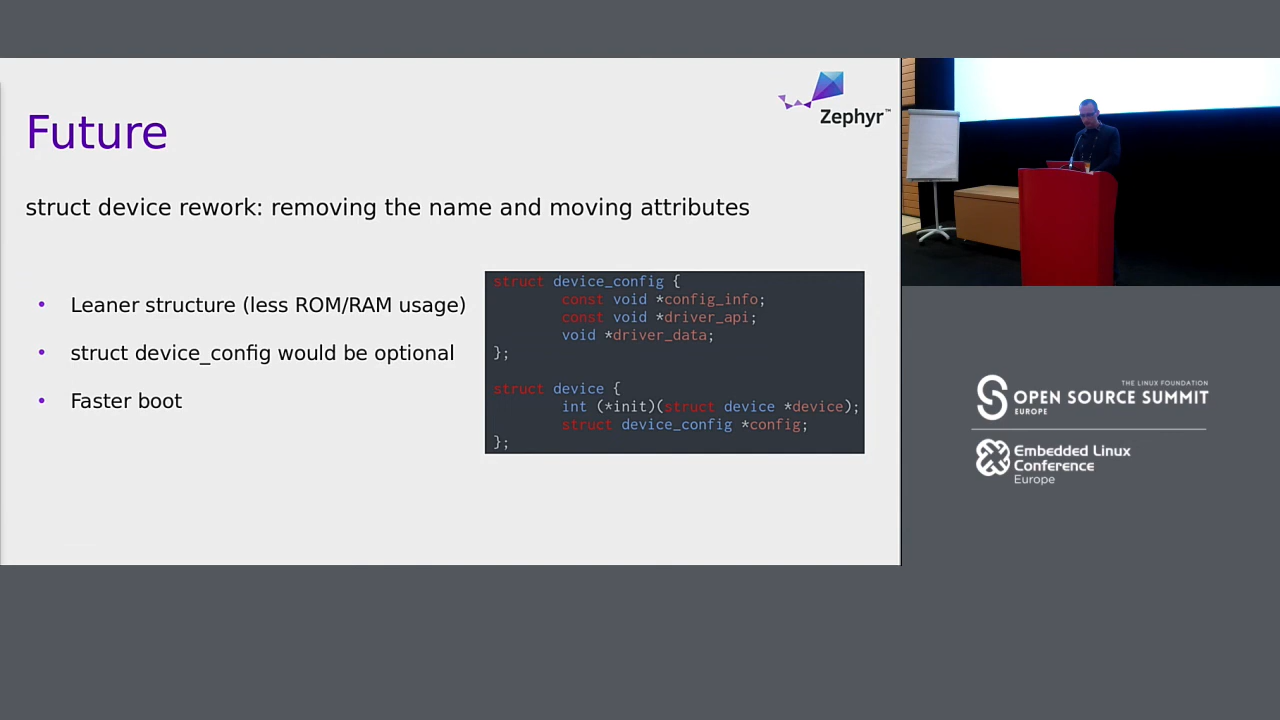 Zephyr™
Future
struct device rework: removing the name and moving attributes
• Leaner structure (less ROM/RAM usage)
• struct device_config would be optional
• Faster boot
struct device_config {
        const void *config_info;
        const void *driver_api;
        void *driver_data;
};
struct device {
        int (*init)(struct device *device);
        struct device_config *config;
};
THE LINUX FOUNDATION
OPEN SOURCE SUMMIT
EUROPE
Embedded Linux
Conference
Europe